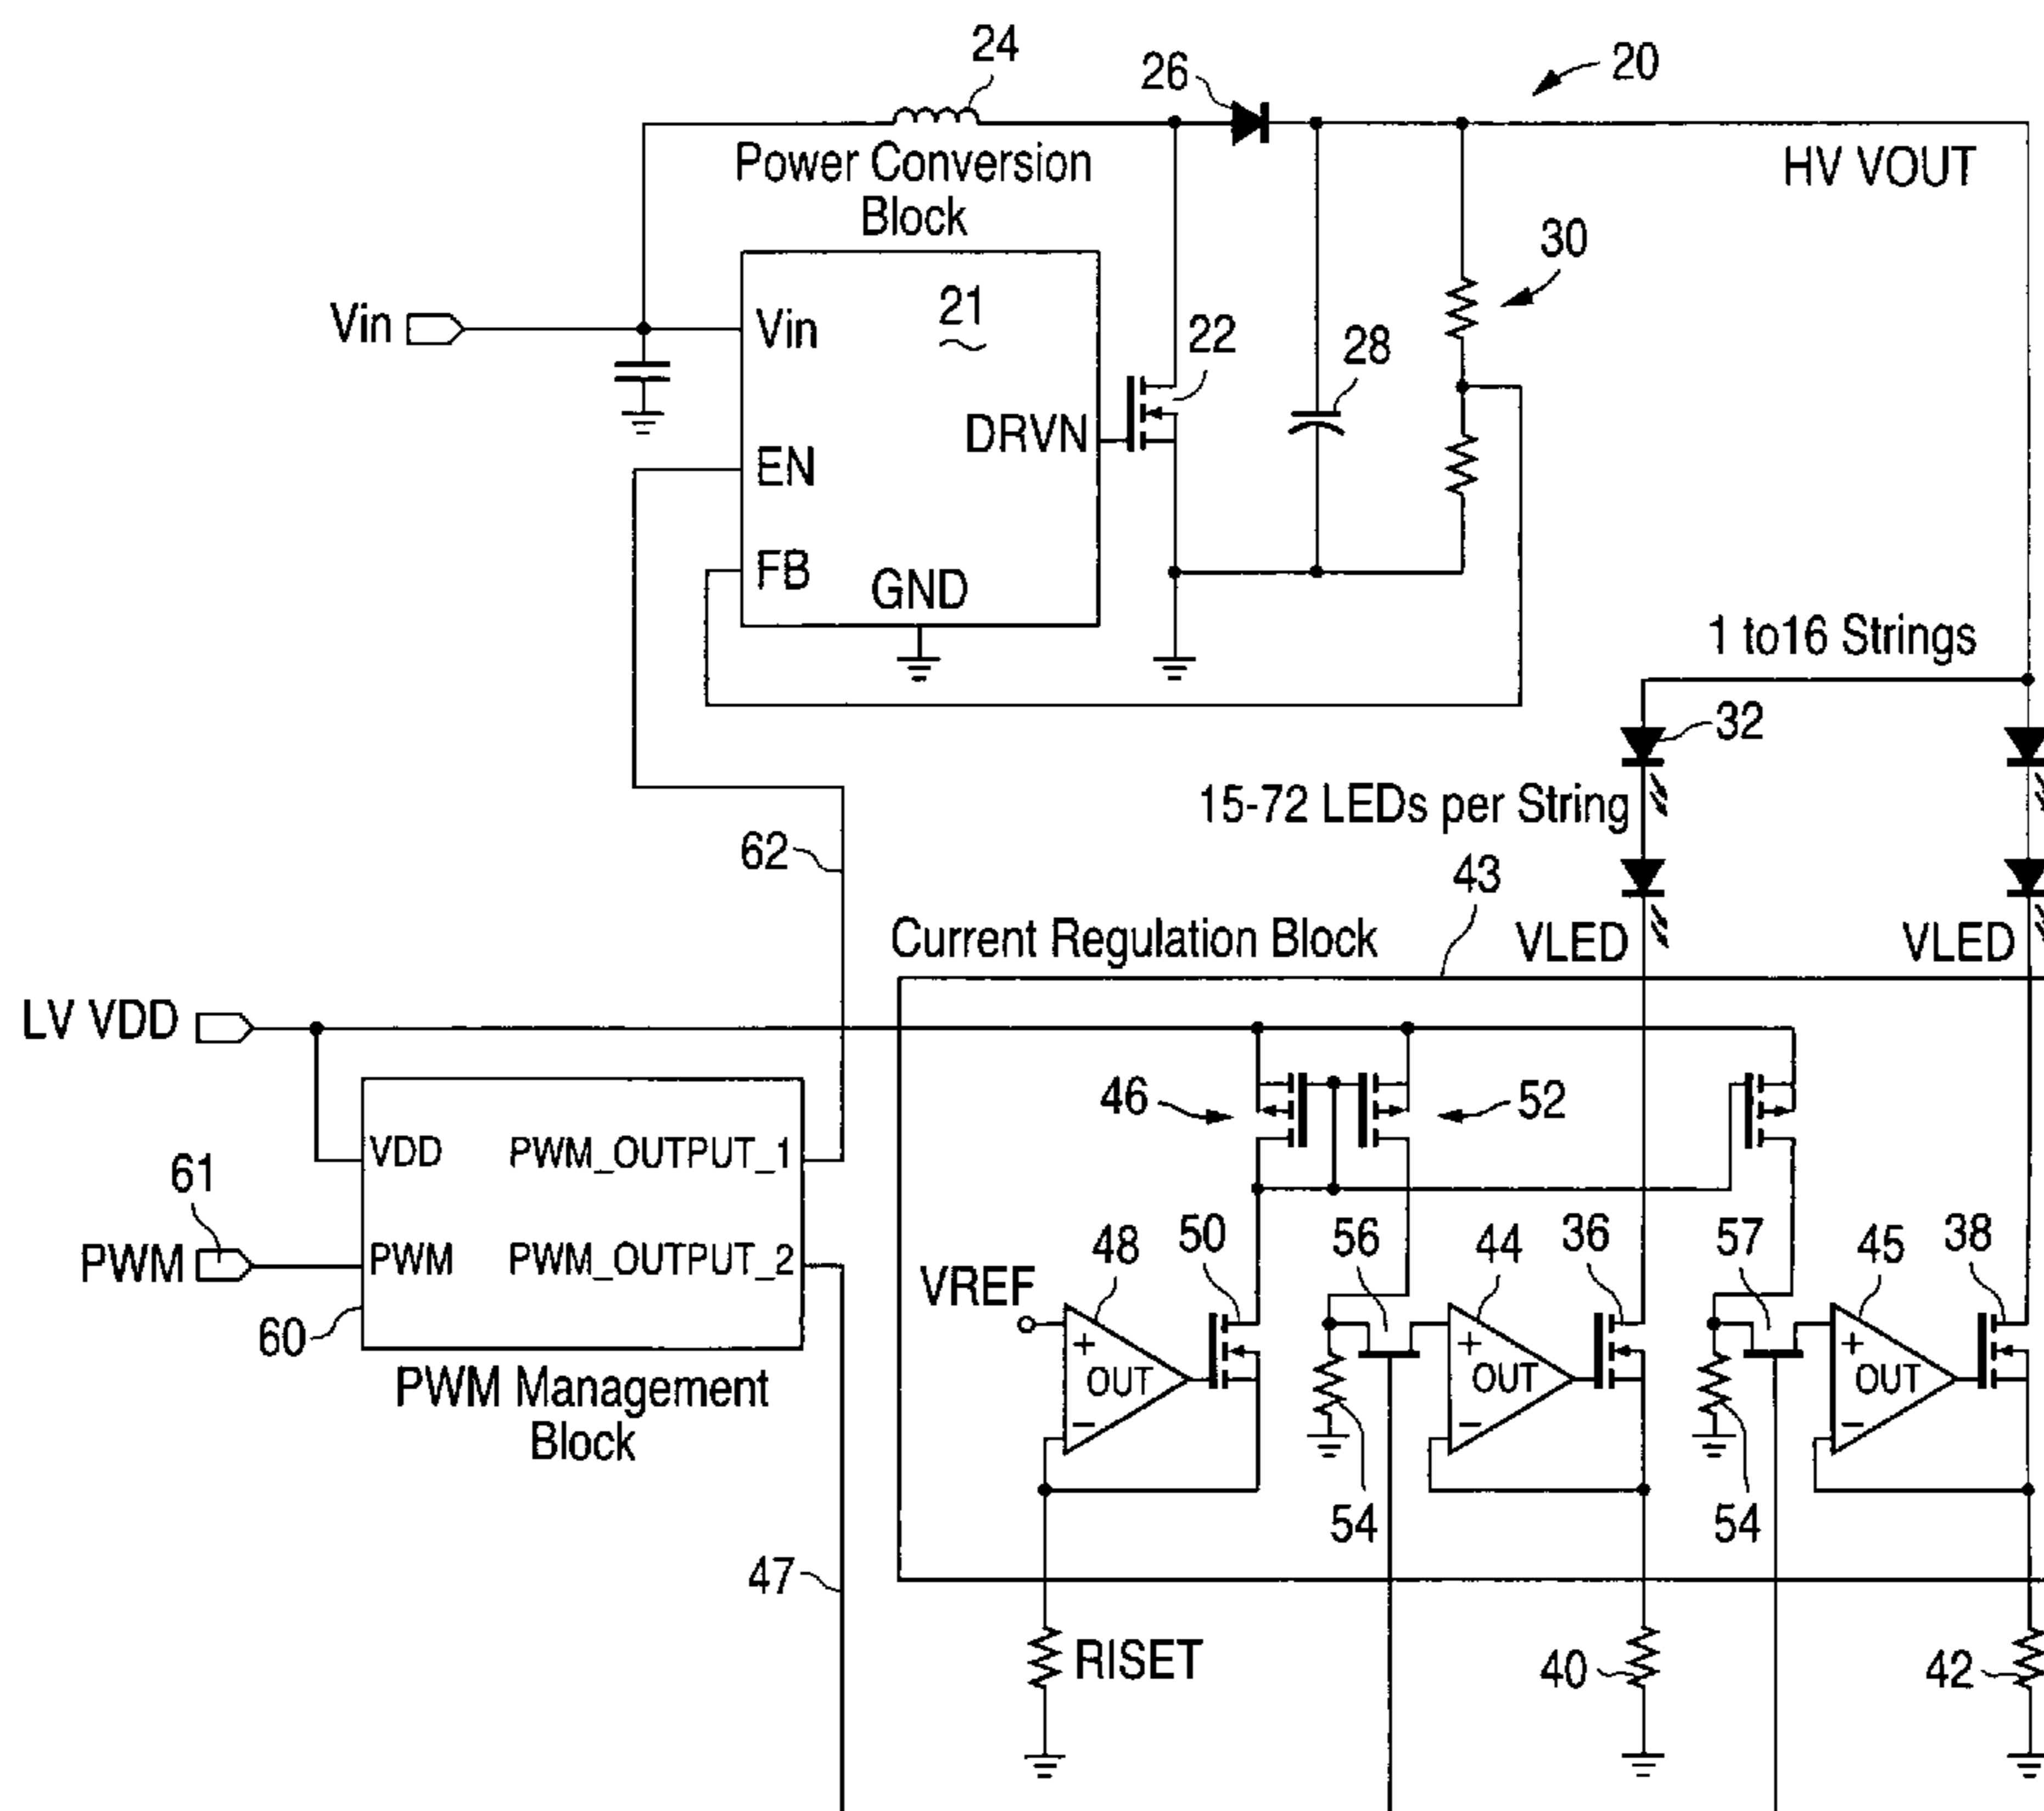 24
26
20
Power Conversion
Block
HV VOUT
30
21
Vin
Vin
22
28
DRVN
EN
FB
GND
1 to16 Strings
32
15-72 LEDs per String
62
43
Current Regulation Block
VLED
VLED
LV VDD
46
52
VDD
PWM_OUTPUT_1
61
PWM
PWM
PWM_OUTPUT_2
60
PWM Management
Block
VREF
48
50
56
44
36
57
45
38
+
OUT
−
+
OUT
−
+
OUT
−
54
54
47
RISET
40
42